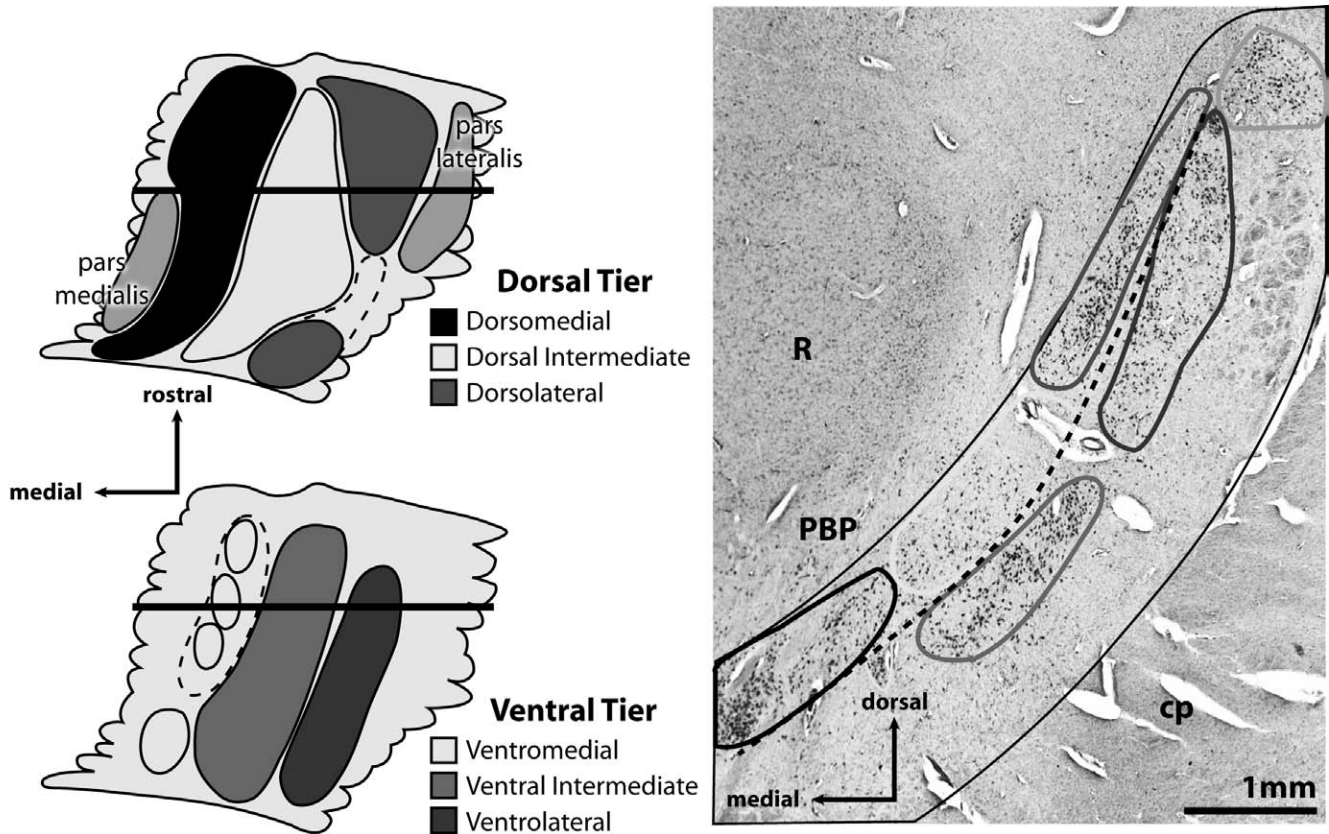 pars
lateralis
pars
medialis
Dorsal Tier
Dorsomedial
Dorsal Intermediate
Dorsolateral
rostral
medial
Ventral Tier
Ventromedial
Ventral Intermediate
Ventrolateral
R
PBP
dorsal
medial
cp
1mm